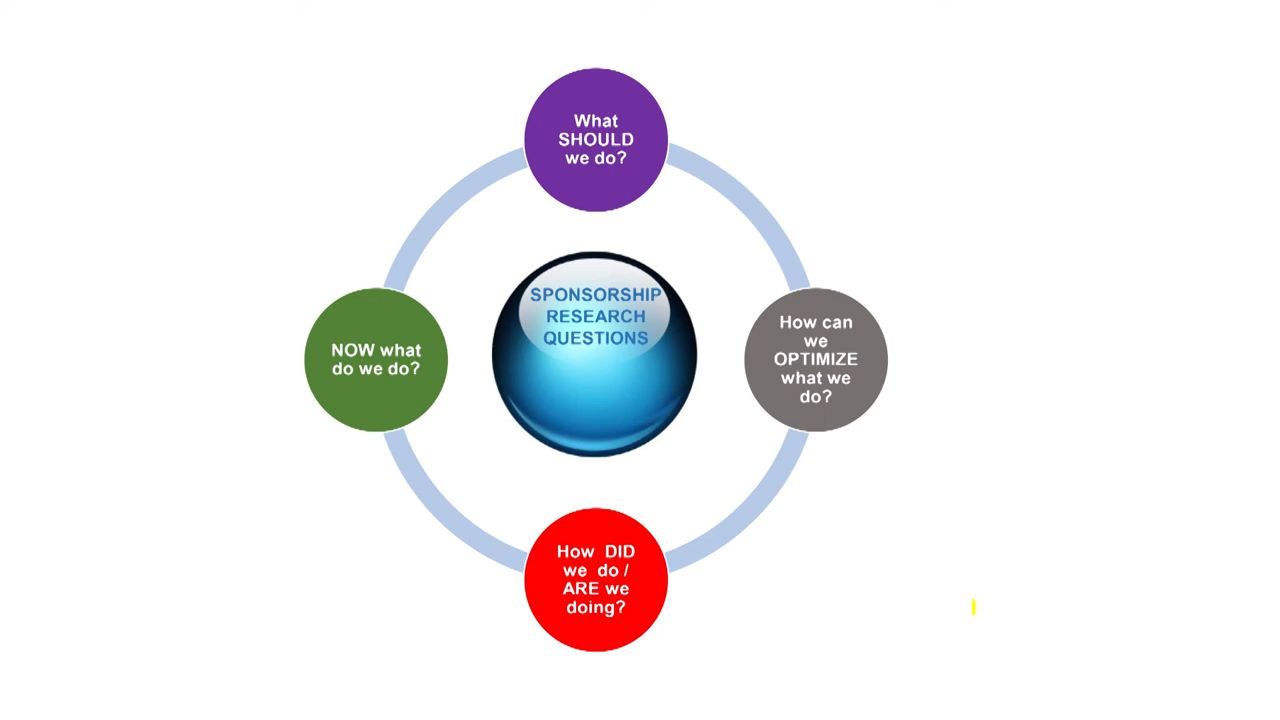 What
SHOULD
we do?
SPONSORSHIP
RESEARCH
QUESTIONS
How can
we
OPTIMIZE
what we
do?
NOW what
do we do?
How DID
we do /
ARE we
doing?